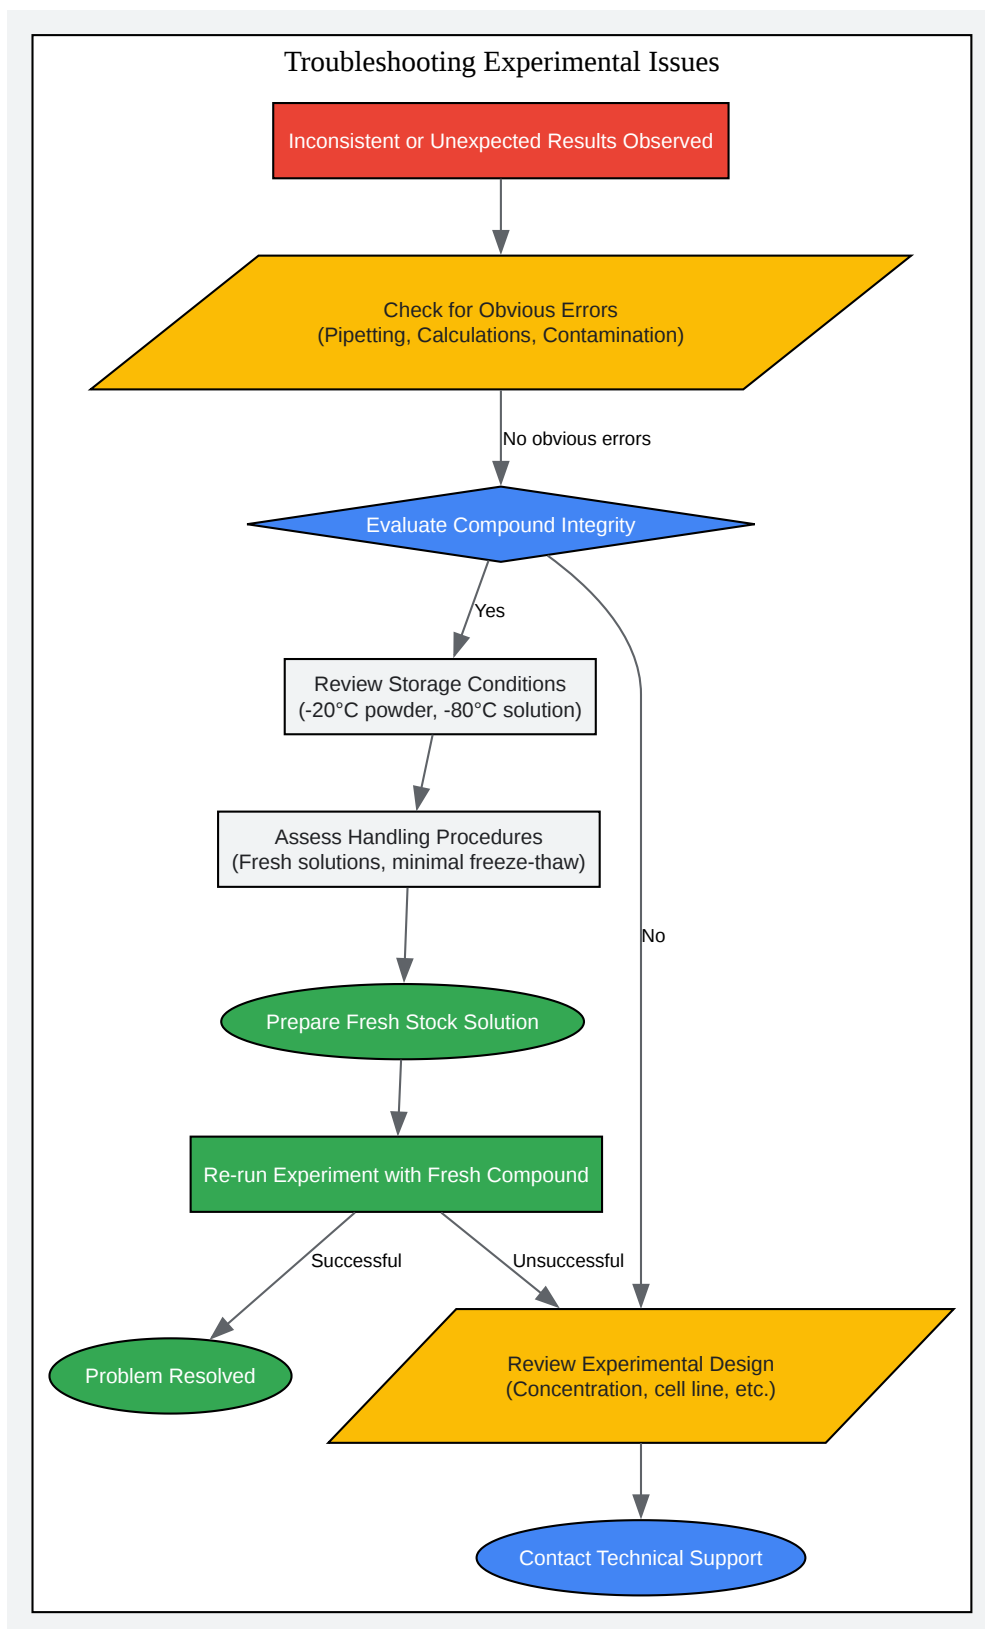 Troubleshooting Experimental Issues
Inconsistent or Unexpected Results Observed
Check for Obvious Errors
(Pipetting, Calculations, Contamination)
No obvious errors
Evaluate Compound Integrity
Yes
Review Storage Conditions
(-20°C powder, -80°C solution)
Assess Handling Procedures
(Fresh solutions, minimal freeze-thaw)
No
Prepare Fresh Stock Solution
Re-run Experiment with Fresh Compound
Successful
Unsuccessful
Problem Resolved
Review Experimental Design
(Concentration, cell line, etc.)
Contact Technical Support